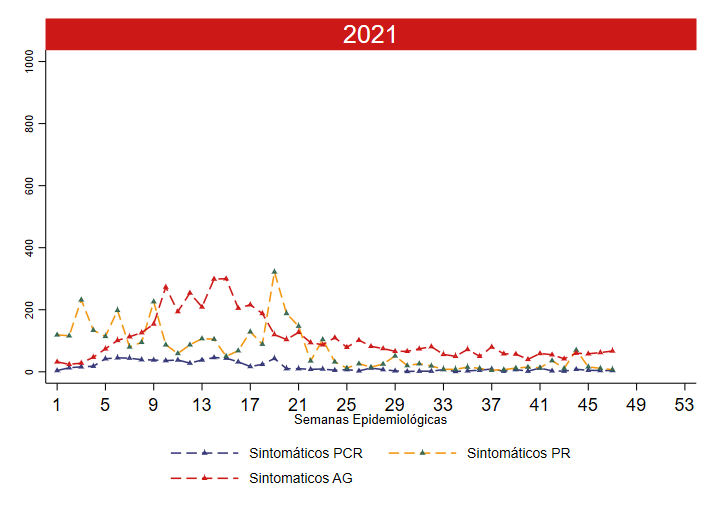 2021
1000
800
600
400
200
0
1 5 9 13 17 21 25 29 33 37 41 45 49 53
Semanas Epidemiológicas
Sintomáticos PCR Sintomáticos PR
Sintomaticos AG